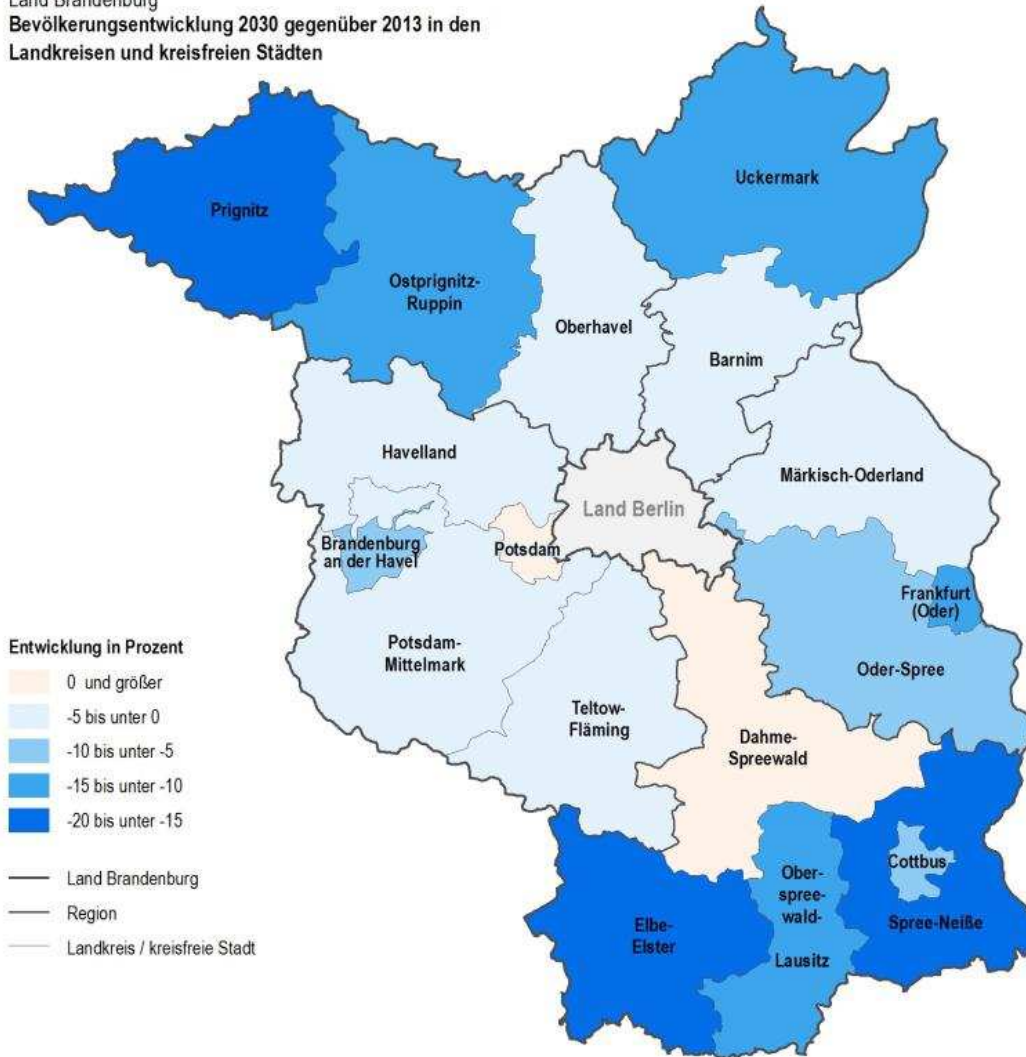 Land Brandenburg
Bevölkerungsentwicklung 2030 gegenüber 2013 in den
Landkreisen und kreisfreien Städten
Uckermark
Prignitz
Ostprignitz-
Ruppin
Oberhavel
Barnim
Havelland
Märkisch-Oderland
Land Berlin
Brandenburg
an der Havel
Potsdam
Frankfurt
(Oder)
Potsdam-
Mittelmark
Oder-Spree
Teltow-
Fläming
Dahme-
Spreewald
Cottbus
Ober-
spree-
wald-
Lausitz
Elbe-
Elster
Spree-Neiße
Entwicklung in Prozent
0 und größer
-5 bis unter 0
-10 bis unter -5
-15 bis unter -10
-20 bis unter -15
Land Brandenburg
Region
Landkreis / kreisfreie Stadt